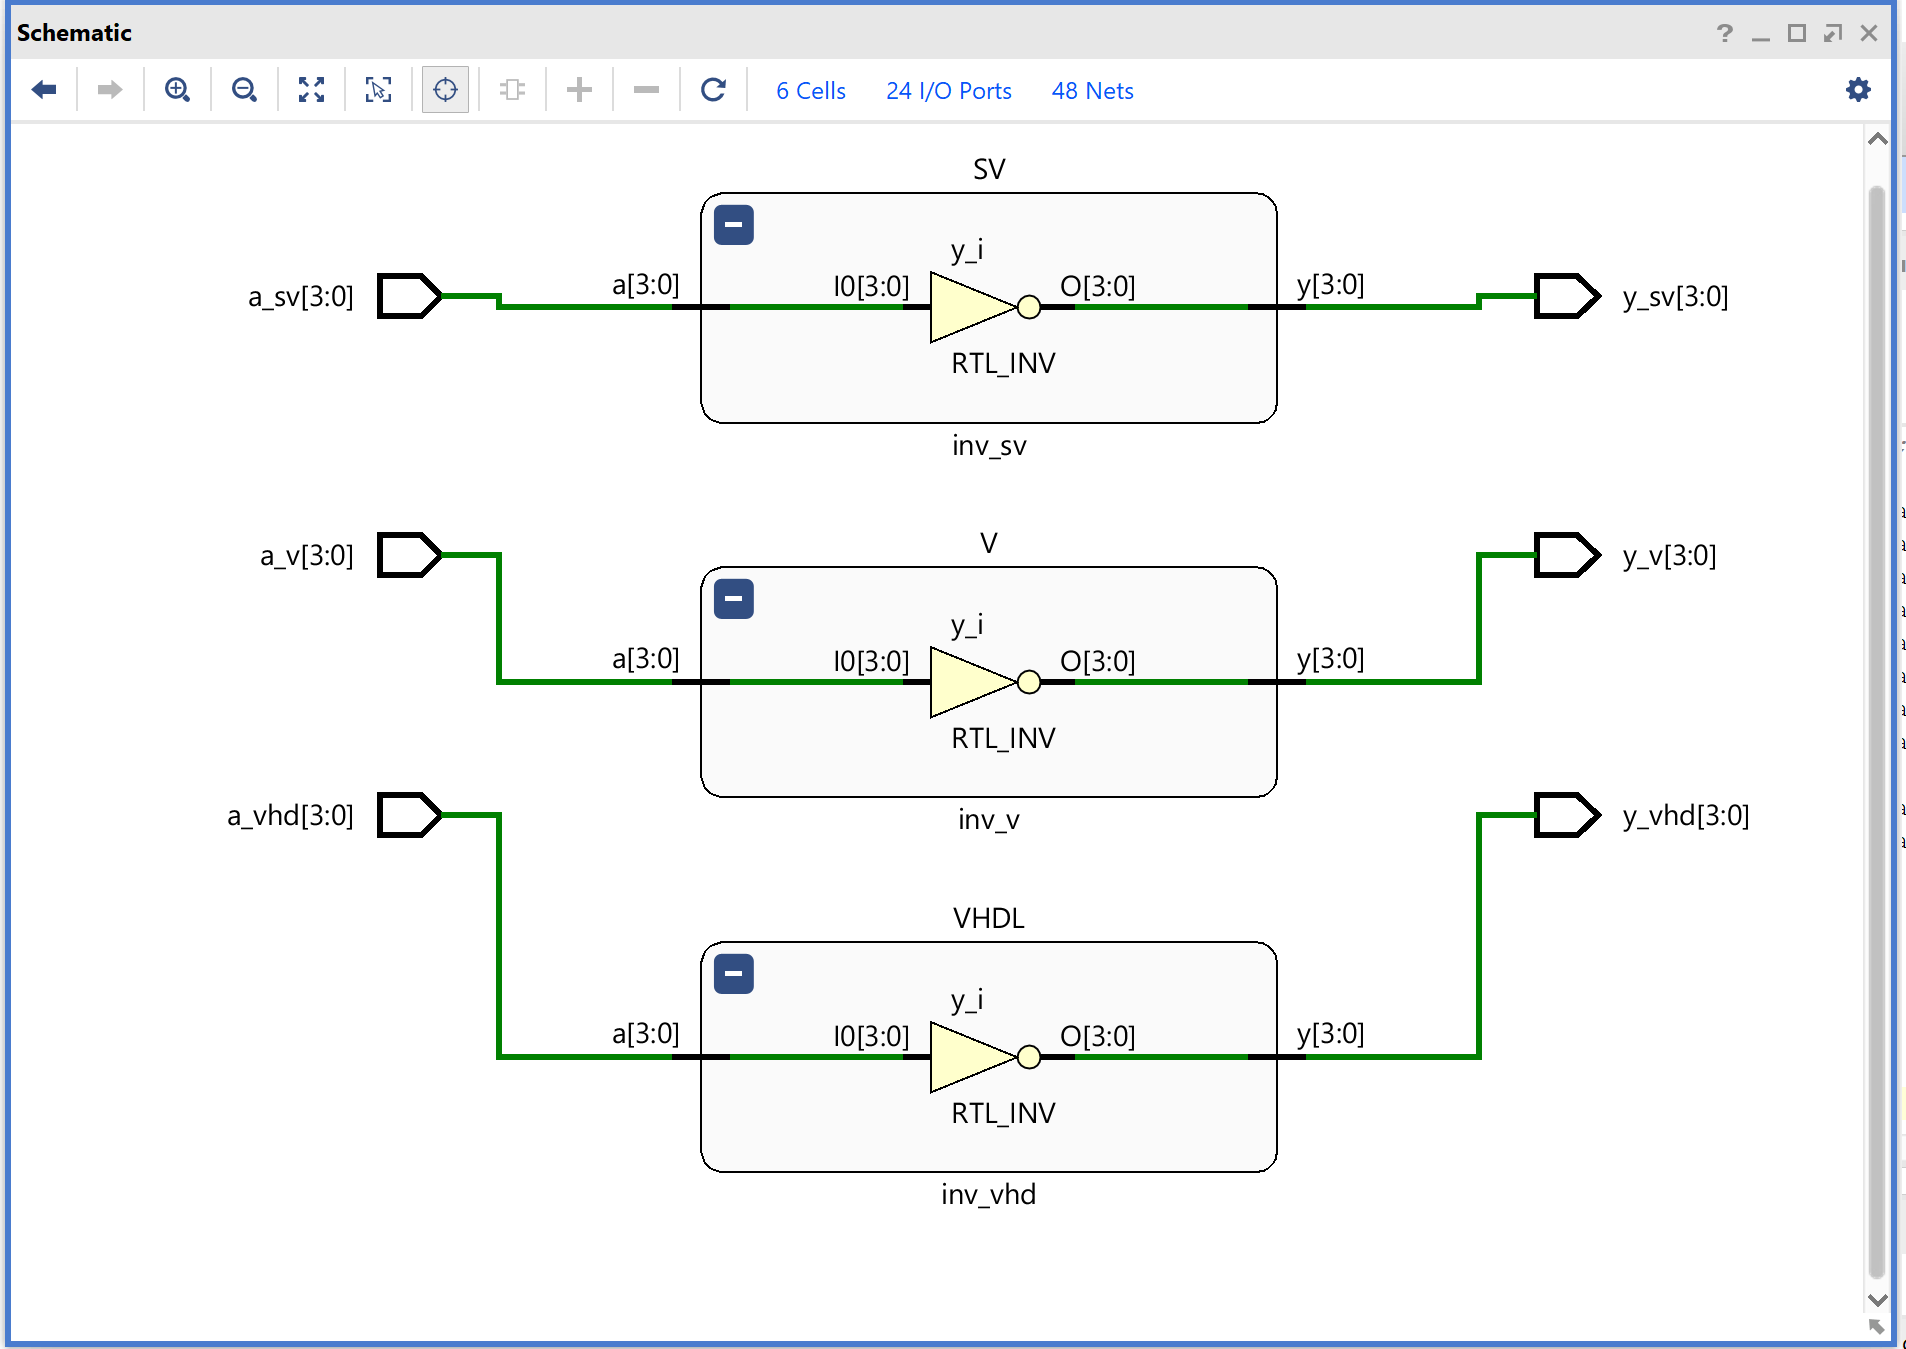 Schematic
6 Cells 24 I/O Ports 48 Nets
SV
y_i
a_sv[3:0] a[3:0] I0[3:0] O[3:0] y[3:0] y_sv[3:0]
RTL_INV
inv_sv
V
a_v[3:0] y_v[3:0]
y_i
a[3:0] I0[3:0] O[3:0] y[3:0]
RTL_INV
inv_v
a_vhd[3:0] y_vhd[3:0]
VHDL
y_i
a[3:0] I0[3:0] O[3:0] y[3:0]
RTL_INV
inv_vhd